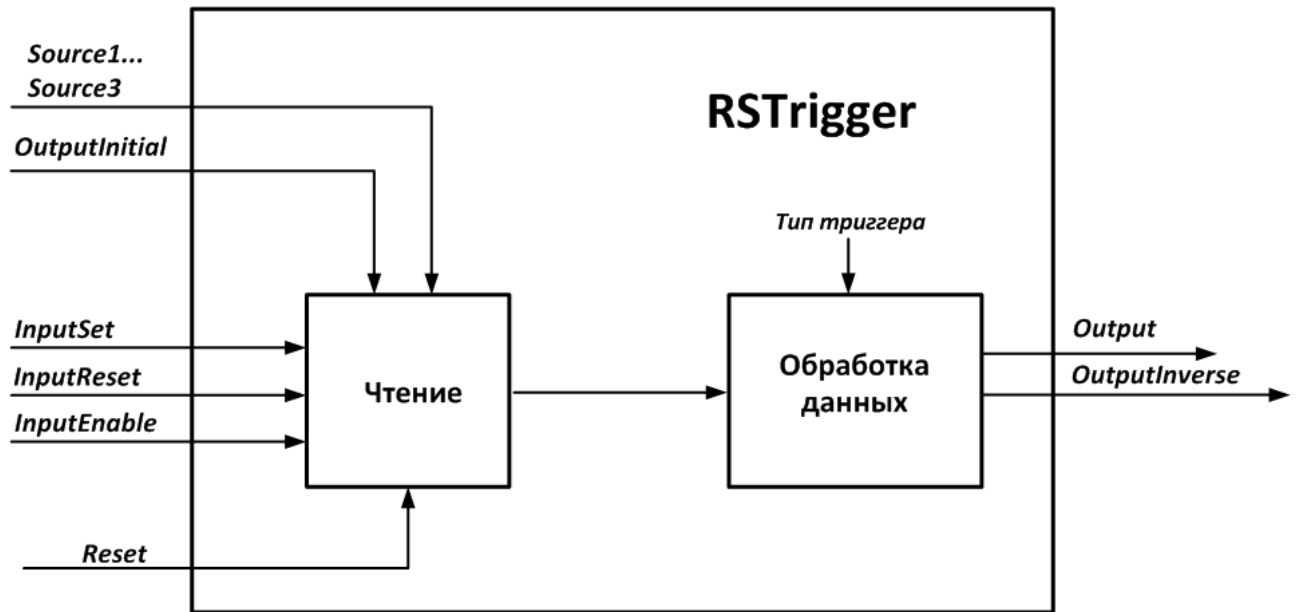 Source1...
Source3
RSTrigger
OutputInitial
Тип триггера
InputSet
InputReset
InputEnable
Чтение
Обработка
данных
Output
OutputInverse
Reset